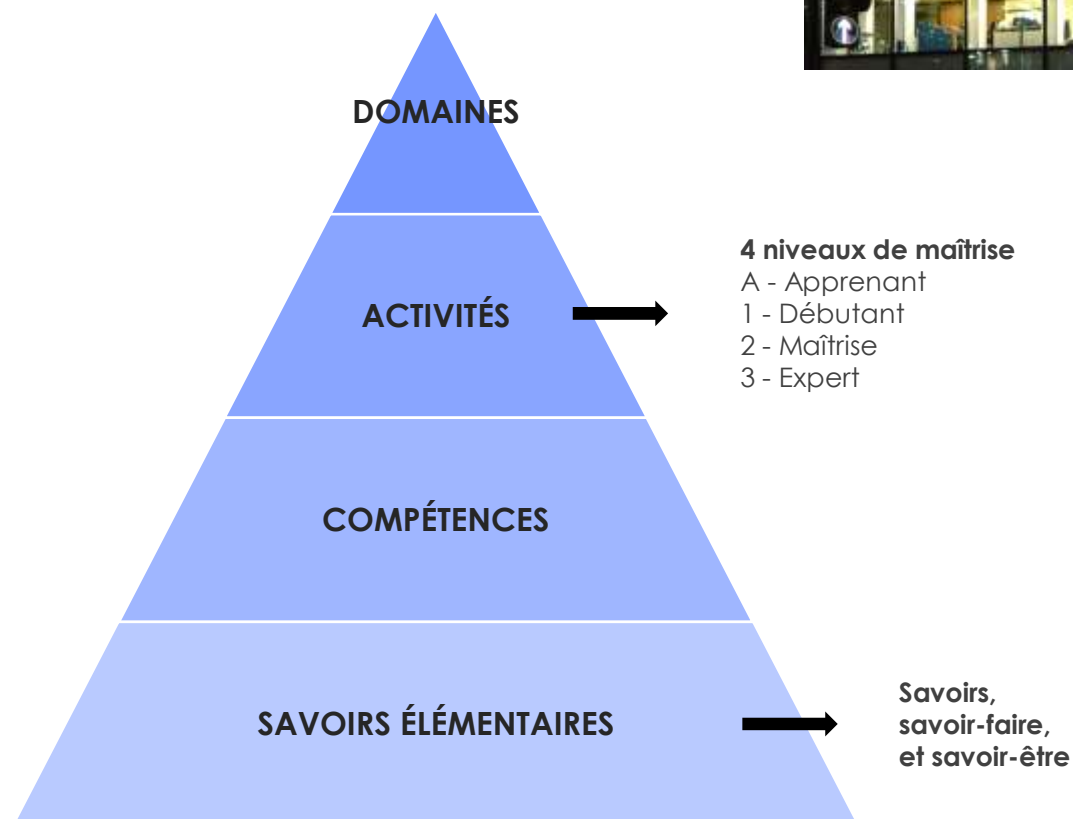 DOMAINES
ACTIVITÉS
4 niveaux de maîtrise
A - Apprenant
1 - Débutant
2 - Maîtrise
3 - Expert
COMPÉTENCES
SAVOIRS ÉLÉMENTAIRES
Savoirs,
savoir-faire,
et savoir-être